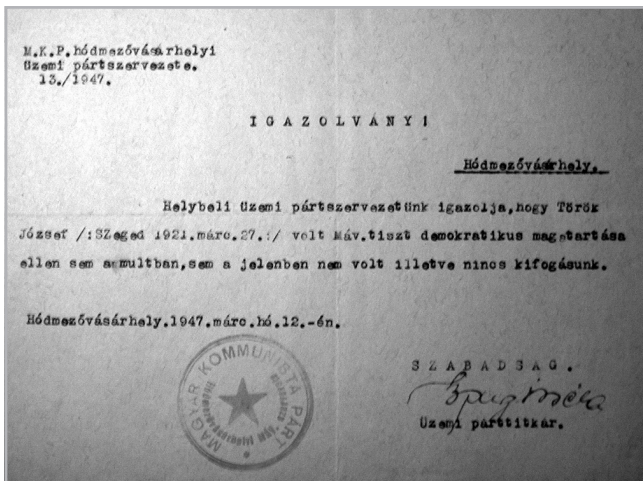 M.K.P.hódmezővásárhelyi
Üzemi pártszervezete.
13./1947.
I G A Z O L V Á N Y !
Hódmezővásárhely.
Helybeli üzemi pártszervezetünk igazolja,hogy Török
József /:SZeged 1921.márc.27.:/ volt Máv.tiszt demokratikus magatartása
ellen sem a multban,sem a jelenben nem volt illetve nincs kifogásunk.
Hódmezővásárhely.1947.márc.hó.12.-én.
MAGYAR KOMMUNISTA PÁRT
S Z A B A D S Á G .
Üzemi párttitkár.